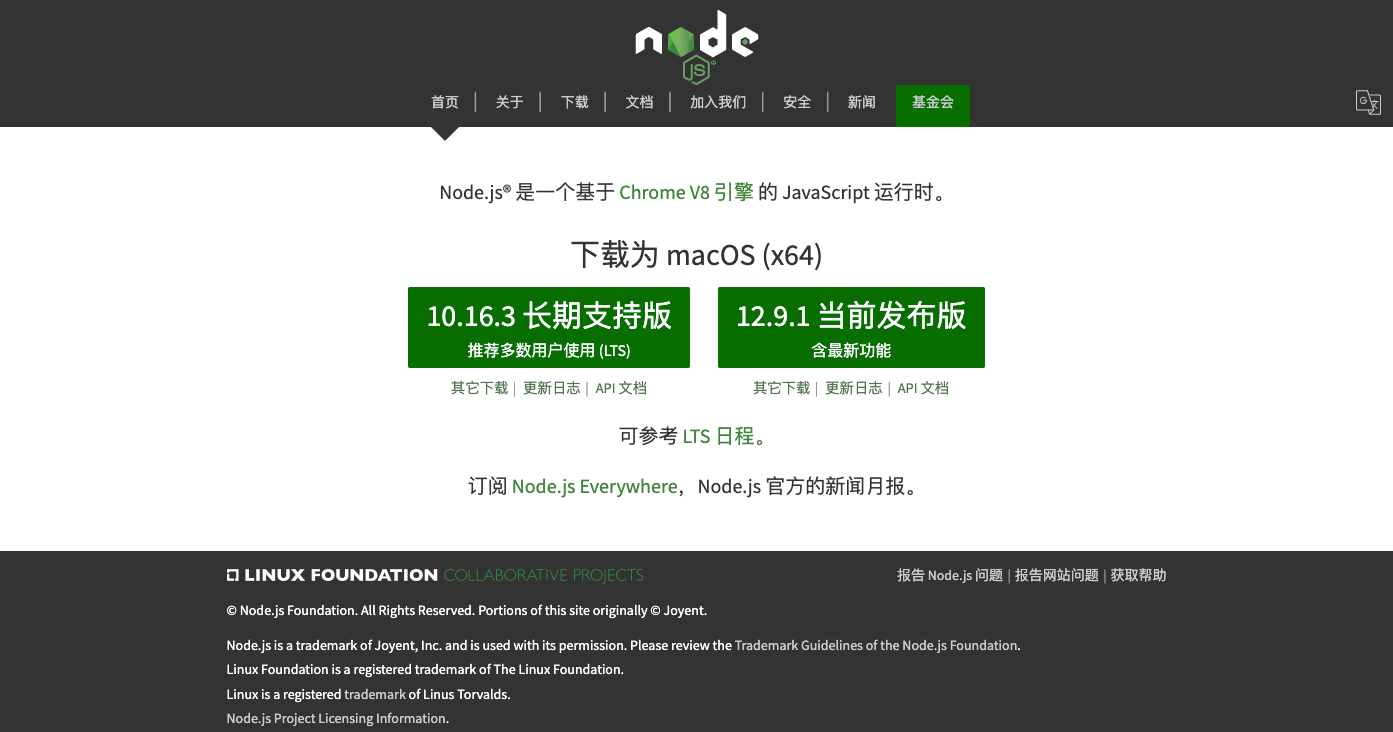 node
JS
首页 | 关于 | 下载 | 文档 | 加入我们 | 安全 | 新闻 基金会
Node.js® 是一个基于 Chrome V8 引擎 的 JavaScript 运行时。
下载为 macOS (x64)
10.16.3 长期支持版
推荐多数用户使用 (LTS)
其它下载 | 更新日志 | API 文档
12.9.1 当前发布版
含最新功能
其它下载 | 更新日志 | API 文档
可参考 LTS 日程。
订阅 Node.js Everywhere，Node.js 官方的新闻月报。
LINUX FOUNDATION COLLABORATIVE PROJECTS
报告 Node.js 问题 | 报告网站问题 | 获取帮助
© Node.js Foundation. All Rights Reserved. Portions of this site originally © Joyent.
Node.js is a trademark of Joyent, Inc. and is used with its permission. Please review the Trademark Guidelines of the Node.js Foundation.
Linux Foundation is a registered trademark of The Linux Foundation.
Linux is a registered trademark of Linus Torvalds.
Node.js Project Licensing Information.